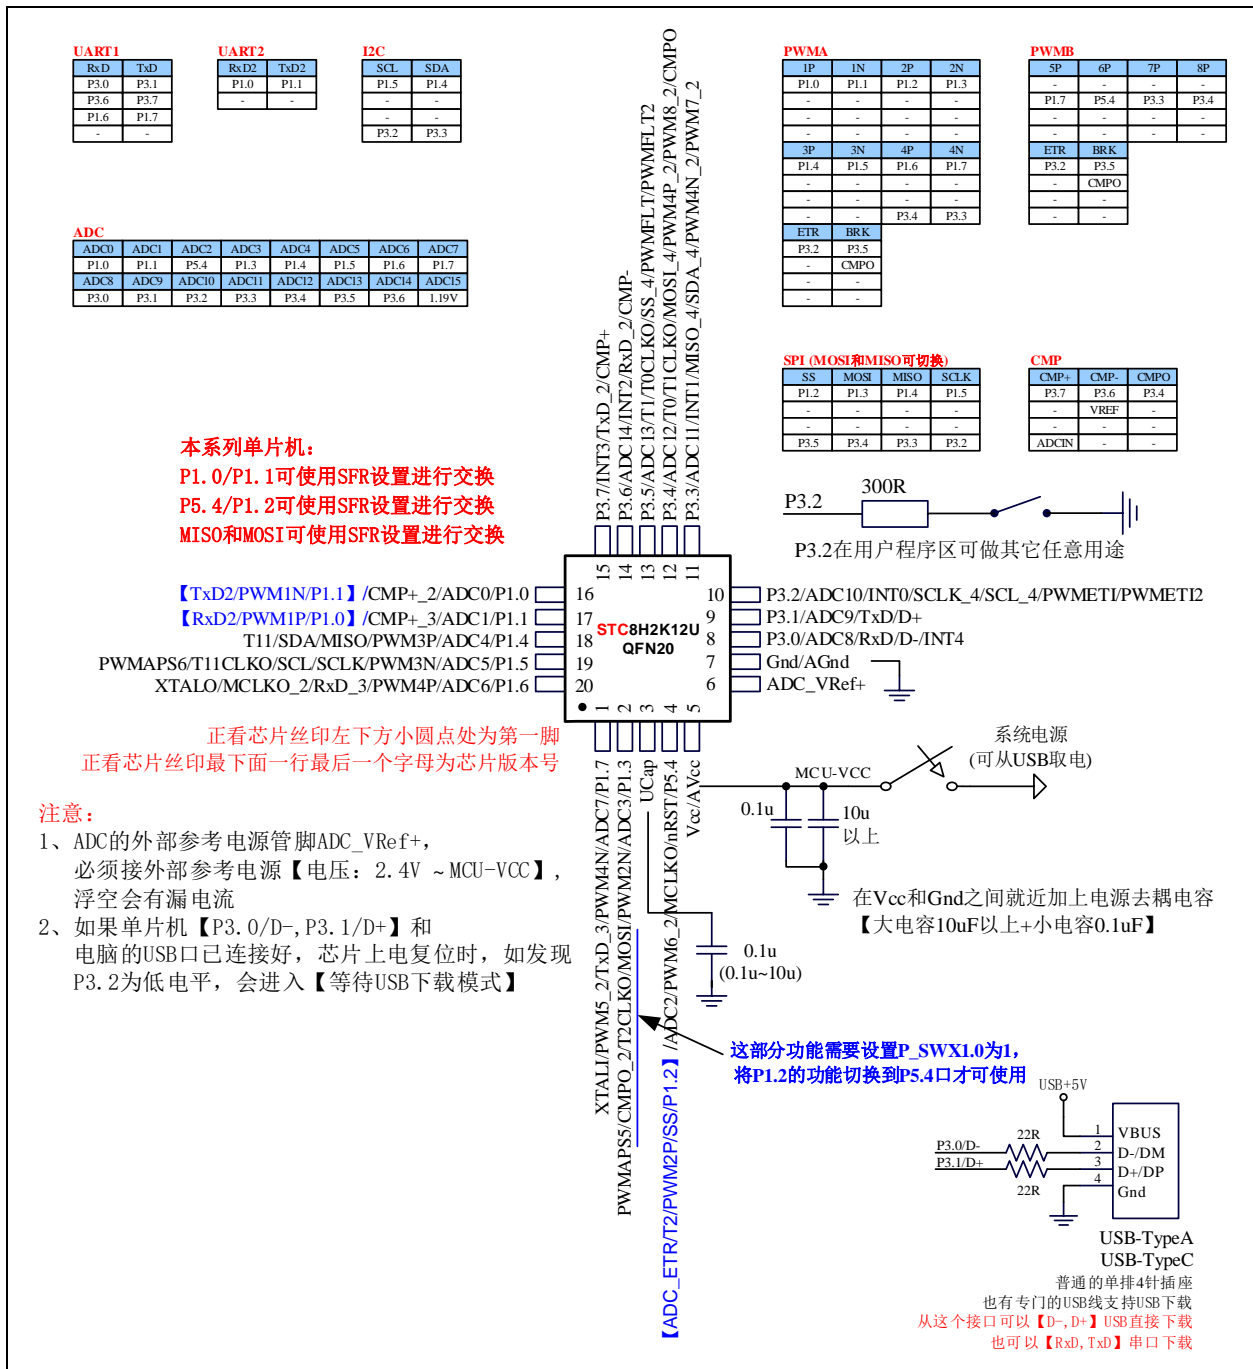 UART1
RxD TxD
P3.0 P3.1
P3.6 P3.7
P1.6 P1.7
- -
UART2
RxD2 TxD2
P1.0 P1.1
- -
I2C
SCL SDA
P1.5 P1.4
- -
- -
P3.2 P3.3
ADC
ADC0 ADC1 ADC2 ADC3 ADC4 ADC5 ADC6 ADC7
P1.0 P1.1 P5.4 P1.3 P1.4 P1.5 P1.6 P1.7
ADC8 ADC9 ADC10 ADC11 ADC12 ADC13 ADC14 ADC15
P3.0 P3.1 P3.2 P3.3 P3.4 P3.5 P3.6 1.19V
PWMA
1P 1N 2P 2N
P1.0 P1.1 P1.2 P1.3
- - - -
- - - -
- - - -
3P 3N 4P 4N
P1.4 P1.5 P1.6 P1.7
- - - -
- - - -
- - P3.4 P3.3
ETR BRK
P3.2 P3.5
- CMPO
- -
- -
PWMB
5P 6P 7P 8P
- - - -
P1.7 P5.4 P3.3 P3.4
- - - -
- - - -
ETR BRK
P3.2 P3.5
- CMPO
- -
- -
SPI (MOSI和MISO可切换)
SS MOSI MISO SCLK
P1.2 P1.3 P1.4 P1.5
- - - -
- - - -
P3.5 P3.4 P3.3 P3.2
CMP
CMP+ CMP- CMPO
P3.7 P3.6 P3.4
- VREF -
- - -
ADCIN - -
本系列单片机：
P1.0/P1.1可使用SFR设置进行交换
P5.4/P1.2可使用SFR设置进行交换
MISO和MOSI可使用SFR设置进行交换
P3.7/INT3/TxD_2/CMP+
P3.6/ADC14/INT2/RxD_2/CMP-
P3.5/ADC13/T1/T0CLKO/SS_4/PWMFLT/PWMFLT2
P3.4/ADC12/T0/T1CLKO/MOSI_4/PWM4P_2/PWM8_2/CMPO
P3.3/ADC11/INT1/MISO_4/SDA_4/PWM4N_2/PWM7_2
15 14 13 12 11
P3.2
300R
P3.2在用户程序区可做其它任意用途
【TxD2/PWM1N/P1.1】/CMP+_2/ADC0/P1.0 16
【RxD2/PWM1P/P1.0】/CMP+_3/ADC1/P1.1 17
T11/SDA/MISO/PWM3P/ADC4/P1.4 18
PWMAPS6/T11CLKO/SCL/SCLK/PWM3N/ADC5/P1.5 19
XTALO/MCLKO_2/RxD_3/PWM4P/ADC6/P1.6 20
STC8H2K12U
QFN20
10 P3.2/ADC10/INT0/SCLK_4/SCL_4/PWMETI/PWMETI2
9 P3.1/ADC9/TxD/D+
8 P3.0/ADC8/RxD/D-/INT4
7 Gnd/AGnd
6 ADC_VRef+
1 2 3 4 5
XTALI/PWM5_2/TxD_3/PWM4N/ADC7/P1.7
PWMAPS5/CMPO_2/T2CLKO/MOSI/PWM2N/ADC3/P1.3
UCap
【ADC_ETR/T2/PWM2P/SS/P1.2】/ADC2/PWM6_2/MCLKO/nRST/P5.4
Vcc/AVcc
正看芯片丝印左下方小圆点处为第一脚
正看芯片丝印最下面一行最后一个字母为芯片版本号
注意：
1、ADC的外部参考电源管脚ADC_VRef+，
必须接外部参考电源【电压：2.4V ~ MCU-VCC】，
浮空会有漏电流
2、如果单片机【P3.0/D-,P3.1/D+】和
电脑的USB口已连接好，芯片上电复位时，如发现
P3.2为低电平，会进入【等待USB下载模式】
系统电源
(可从USB取电)
MCU-VCC
0.1u
10u
以上
在Vcc和Gnd之间就近加上电源去耦电容
【大电容10uF以上+小电容0.1uF】
0.1u
(0.1u~10u)
这部分功能需要设置P_SWX1.0为1，
将P1.2的功能切换到P5.4口才可使用
USB+5V
1 VBUS
P3.0/D- 22R 2 D-/DM
P3.1/D+ 22R 3 D+/DP
4 Gnd
USB-TypeA
USB-TypeC
普通的单排4针插座
也有专门的USB线支持USB下载
从这个接口可以【D-,D+】USB直接下载
也可以【RxD,TxD】串口下载